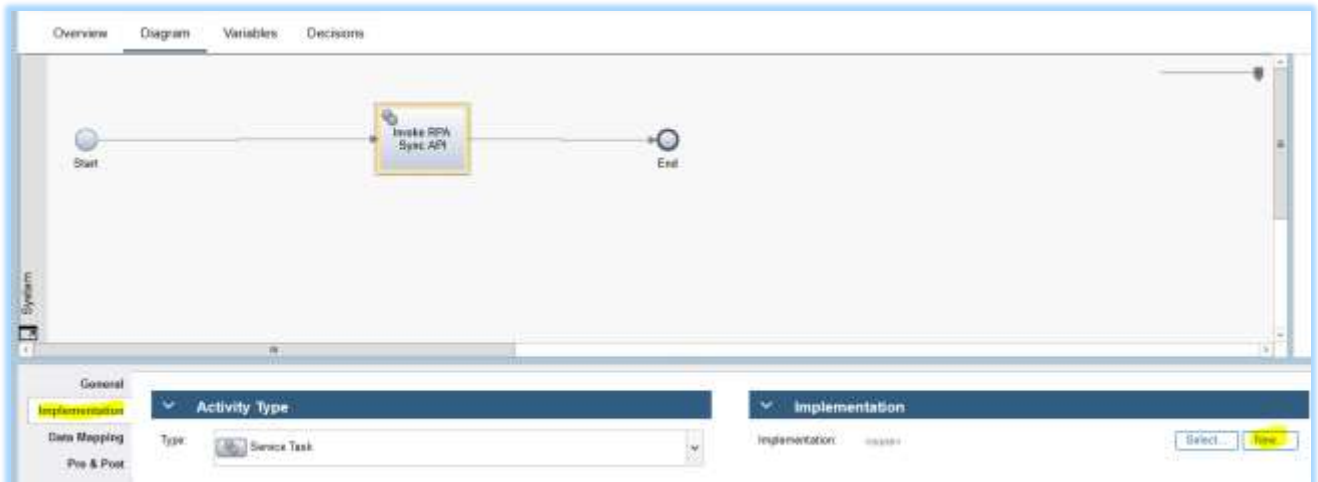 Overview Diagram Variables Decisions
Invoke RPA
Sync API
Start
End
System
General
Implementation
Data Mapping
Pre & Post
Activity Type
Type:
Service Task
Implementation
Implementation:
Select... New...